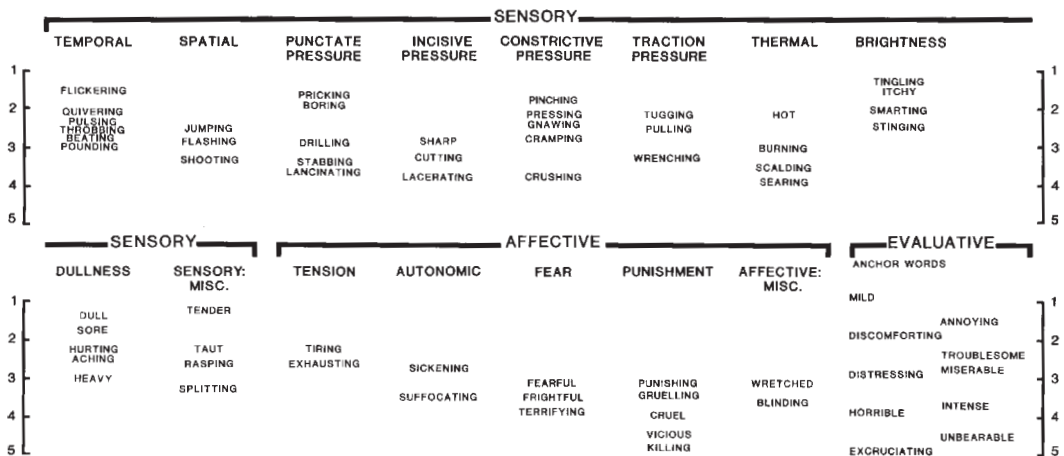 SENSORY
TEMPORAL SPATIAL PUNCTATE PRESSURE INCISIVE PRESSURE CONSTRICTIVE PRESSURE TRACTION PRESSURE THERMAL BRIGHTNESS
1 1
FLICKERING PRICKING PINCHING TINGLING
BORING ITCHY
2 QUIVERING PRESSING TUGGING HOT SMARTING 2
PULSING GNAWING
THROBBING JUMPING PULLING STINGING
BEATING FLASHING DRILLING SHARP CRAMPING
3 POUNDING BURNING 3
SHOOTING STABBING CUTTING WRENCHING SCALDING
LANCINATING LACERATING CRUSHING
4 SEARING 4
5 5
SENSORY AFFECTIVE EVALUATIVE
DULLNESS SENSORY: MISC. TENSION AUTONOMIC FEAR PUNISHMENT AFFECTIVE: MISC. ANCHOR WORDS
1 TENDER MILD 1
DULL ANNOYING
SORE DISCOMFORTING
2 HURTING TAUT TIRING 2
ACHING RASPING EXHAUSTING SICKENING TROUBLESOME
3 HEAVY DISTRESSING MISERABLE 3
SPLITTING SUFFOCATING FEARFUL PUNISHING WRETCHED
FRIGHTFUL GRUELLING BLINDING INTENSE
4 TERRIFYING CRUEL HORRIBLE 4
VICIOUS UNBEARABLE
5 KILLING EXCRUCIATING 5